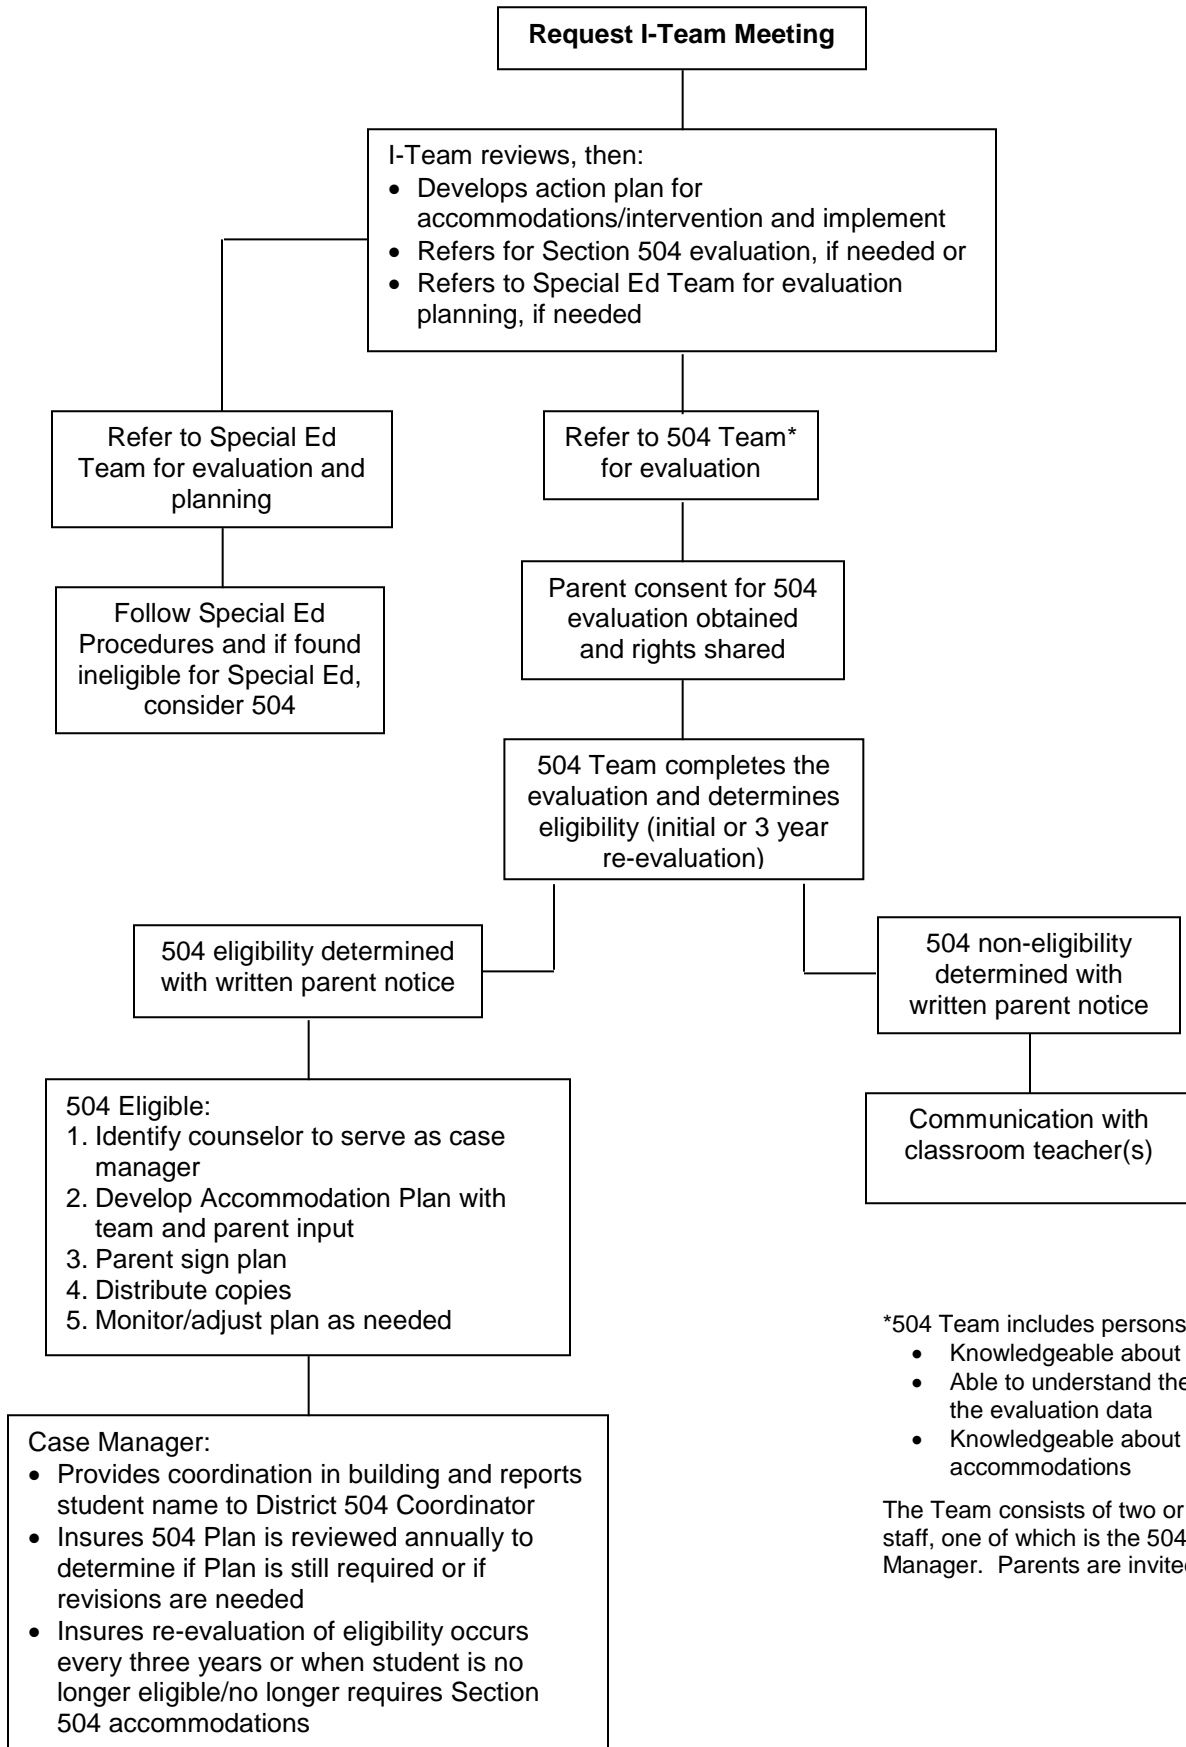 Request I-Team Meeting
I-Team reviews, then:
• Develops action plan for
accommodations/intervention and implement
• Refers for Section 504 evaluation, if needed or
• Refers to Special Ed Team for evaluation
planning, if needed
Refer to Special Ed
Team for evaluation and
planning
Refer to 504 Team*
for evaluation
Follow Special Ed
Procedures and if found
ineligible for Special Ed,
consider 504
Parent consent for 504
evaluation obtained
and rights shared
504 Team completes the
evaluation and determines
eligibility (initial or 3 year
re-evaluation)
504 eligibility determined
with written parent notice
504 non-eligibility
determined with
written parent notice
504 Eligible:
1. Identify counselor to serve as case
manager
2. Develop Accommodation Plan with
team and parent input
3. Parent sign plan
4. Distribute copies
5. Monitor/adjust plan as needed
Communication with
classroom teacher(s)
Case Manager:
• Provides coordination in building and reports
student name to District 504 Coordinator
• Insures 504 Plan is reviewed annually to
determine if Plan is still required or if
revisions are needed
• Insures re-evaluation of eligibility occurs
every three years or when student is no
longer eligible/no longer requires Section
504 accommodations
*504 Team includes persons
• Knowledgeable about
• Able to understand the
the evaluation data
• Knowledgeable about
accommodations
The Team consists of two or
staff, one of which is the 504
Manager. Parents are